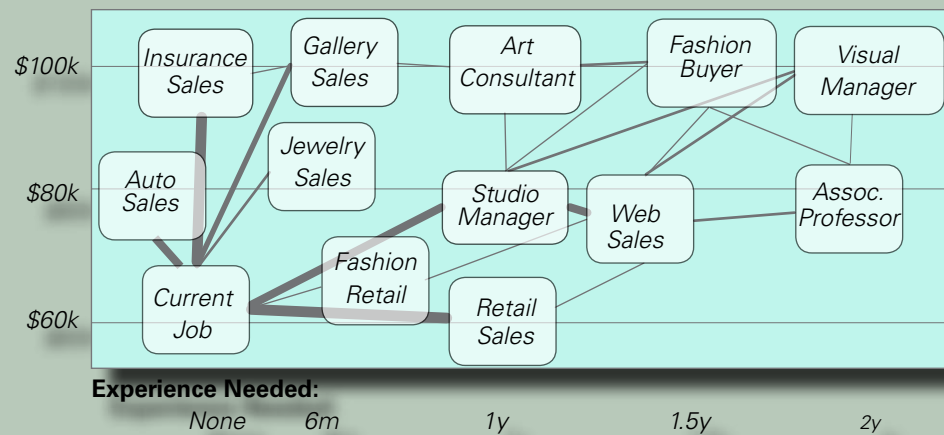 $100k
Insurance
Sales
Gallery
Sales
Art
Consultant
Fashion
Buyer
Visual
Manager
$80k
Auto
Sales
Jewelry
Sales
Studio
Manager
Web
Sales
Assoc.
Professor
$60k
Current
Job
Fashion
Retail
Retail
Sales
Experience Needed:
None 6m 1y 1.5y 2y